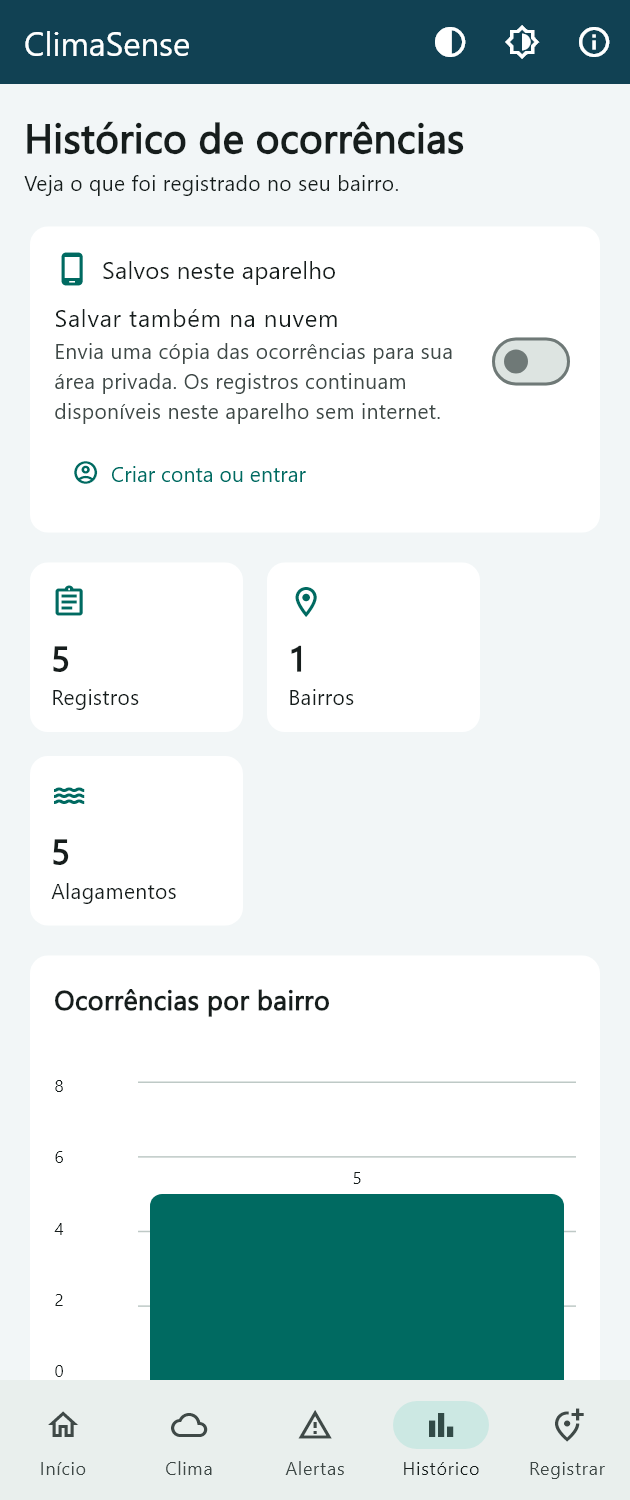 ClimaSense
Histórico de ocorrências
Veja o que foi registrado no seu bairro.
Salvos neste aparelho
Salvar também na nuvem
Envia uma cópia das ocorrências para sua
área privada. Os registros continuam
disponíveis neste aparelho sem internet.
Criar conta ou entrar
5
Registros
1
Bairros
5
Alagamentos
Ocorrências por bairro
8
6
5
4
2
0
Início
Clima
Alertas
Histórico
Registrar